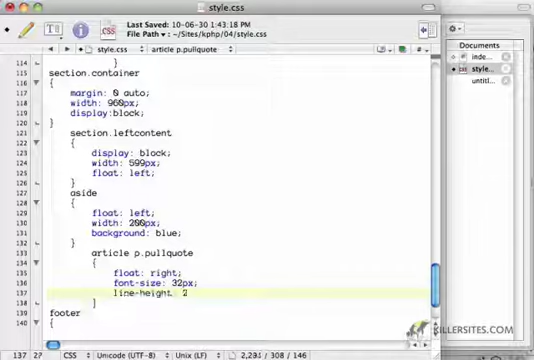 style.css
Last Saved: 10-06-30 1:43:18 PM
File Path ▾: ~/Sites/kphp/04/style.css
style.css article p.pullquote
Documents
inde...
style...
untitl...
114 }
115 section.container
116 {
117 margin: 0 auto;
118 width: 960px;
119 display:block;
120 }
121 section.leftcontent
122 {
123 display: block;
124 width: 599px;
125 float: left;
126 }
127 aside
128 {
129 float: left;
130 width: 200px;
131 background: blue;
132 }
133 article p.pullquote
134 {
135 float: right;
136 font-size: 32px;
137 line-height: 2
138 }
139 footer
140 {
137 27 CSS Unicode (UTF-8) Unix (LF) 2,291 / 308 / 146
KILLERSITES.COM